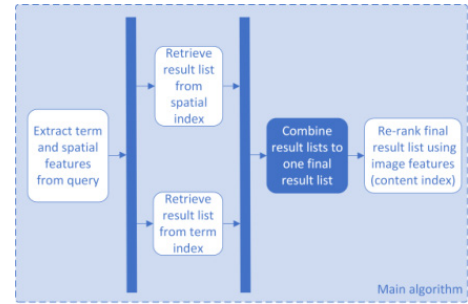 Extract term
and spatial
features
from query
Retrieve
result list
from
spatial
index
Retrieve
result list
from term
index
Combine
result lists to
one final
result list
Re-rank final
result list using
image features
(content index)
Main algorithm